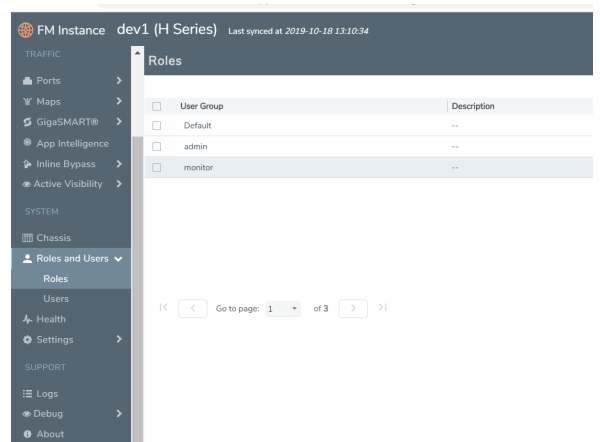 FM Instance dev1 (H Series) Last synced at 2019-10-18 13:10:34
TRAFFIC
Ports
Maps
GigaSMART®
App Intelligence
Inline Bypass
Active Visibility
SYSTEM
Chassis
Roles and Users
Roles
Users
Health
Settings
SUPPORT
Logs
Debug
About
Roles
User Group Description
Default --
admin --
monitor --
Go to page: 1 of 3